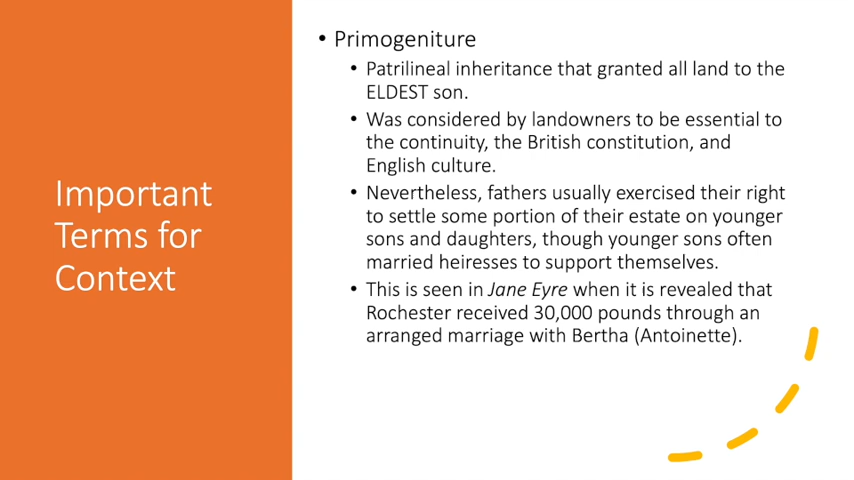 Important
Terms for
Context
• Primogeniture
• Patrilineal inheritance that granted all land to the
ELDEST son.
• Was considered by landowners to be essential to
the continuity, the British constitution, and
English culture.
• Nevertheless, fathers usually exercised their right
to settle some portion of their estate on younger
sons and daughters, though younger sons often
married heiresses to support themselves.
• This is seen in Jane Eyre when it is revealed that
Rochester received 30,000 pounds through an
arranged marriage with Bertha (Antoinette).